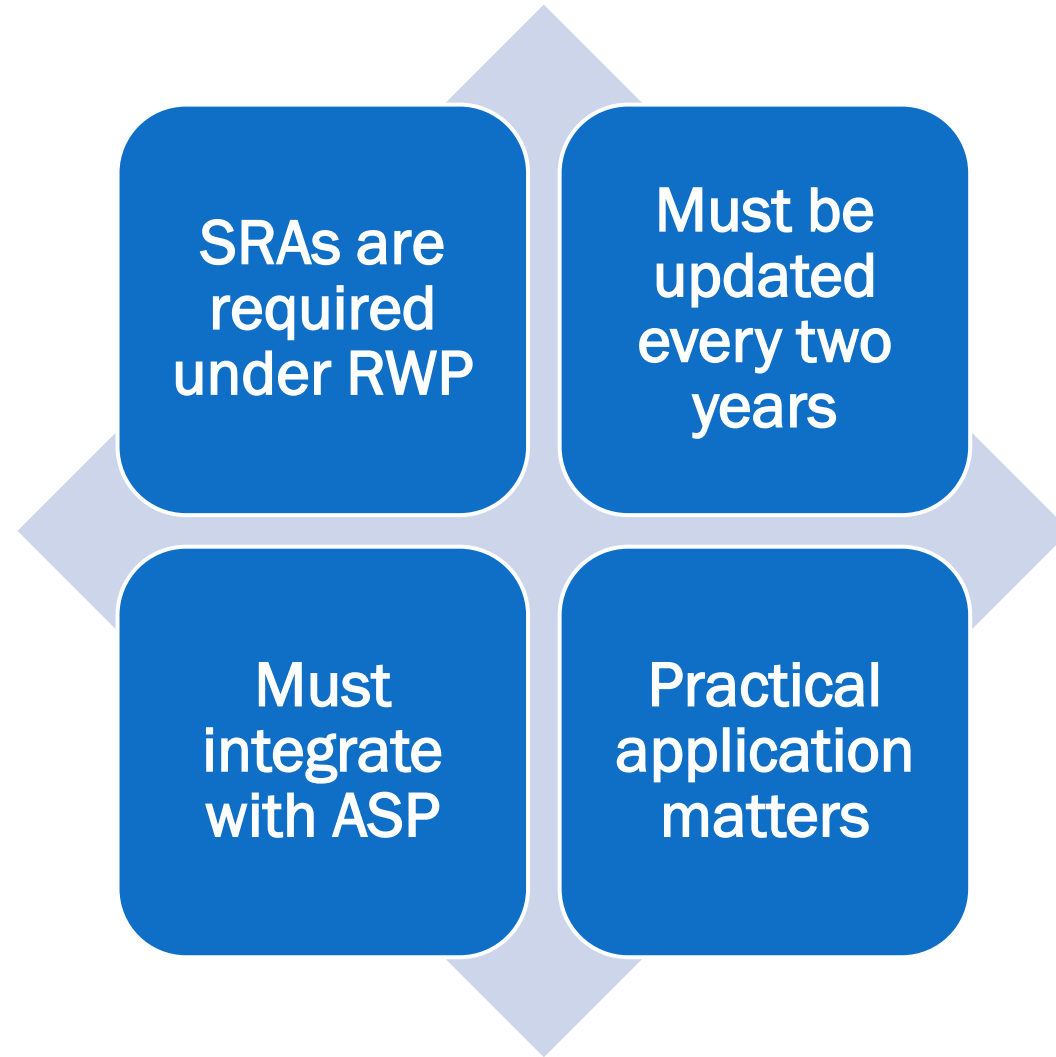 SRAs are
required
under RWP
Must be
updated
every two
years
Must
integrate
with ASP
Practical
application
matters